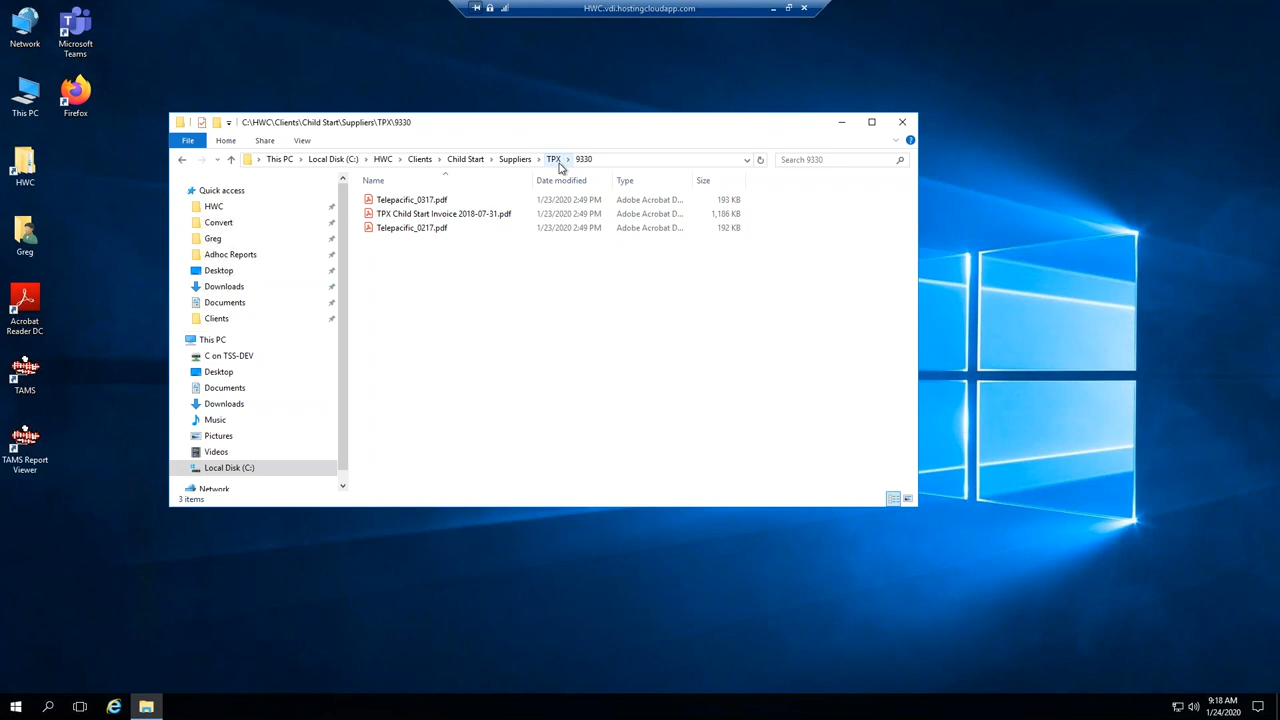 HWC.vdi.hostingcloudapp.com
Network
Microsoft
Teams
This PC
Firefox
HWC
Greg
Acrobat
Reader DC
TAMS
TAMS Report
Viewer
C:\HWC\Clients\Child Start\Suppliers\TPX\9330
File Home Share View
This PC Local Disk (C:) HWC Clients Child Start Suppliers TPX 9330
Search 9330
Name Date modified Type Size
Telepacific_0317.pdf 1/23/2020 2:49 PM Adobe Acrobat D... 193 KB
TPX Child Start Invoice 2018-07-31.pdf 1/23/2020 2:49 PM Adobe Acrobat D... 1,186 KB
Telepacific_0217.pdf 1/23/2020 2:49 PM Adobe Acrobat D... 192 KB
Quick access
HWC
Convert
Greg
Adhoc Reports
Desktop
Downloads
Documents
Clients
This PC
C on TSS-DEV
Desktop
Documents
Downloads
Music
Pictures
Videos
Local Disk (C:)
Network
3 items
9:18 AM
1/24/2020